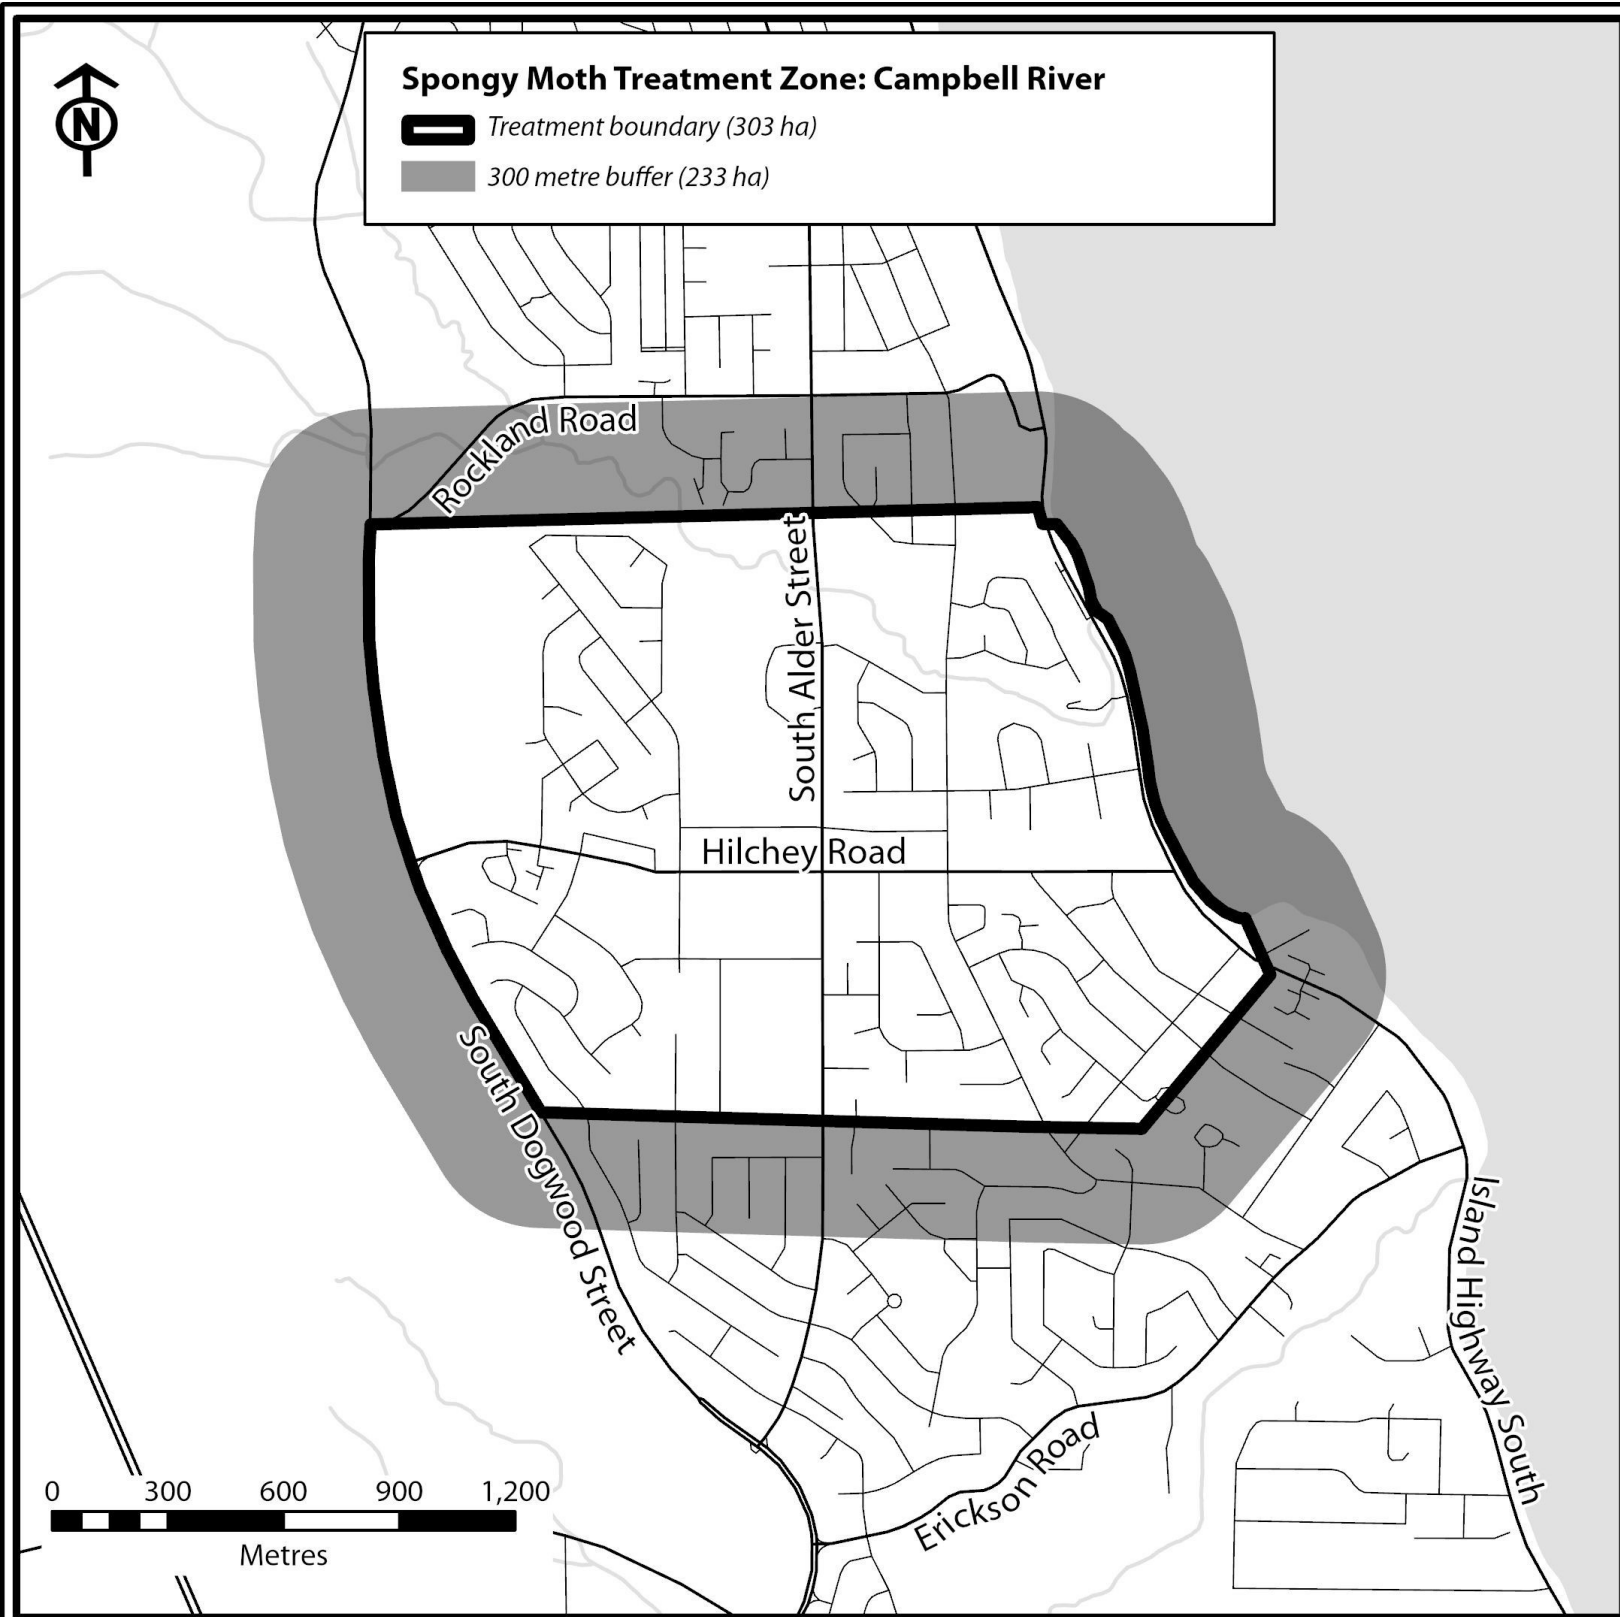 N
Spongy Moth Treatment Zone: Campbell River
Treatment boundary (303 ha)
300 metre buffer (233 ha)
Rockland Road
South Alder Street
Hilchey Road
South Dogwood Street
Island Highway South
Erickson Road
0 300 600 900 1,200
Metres